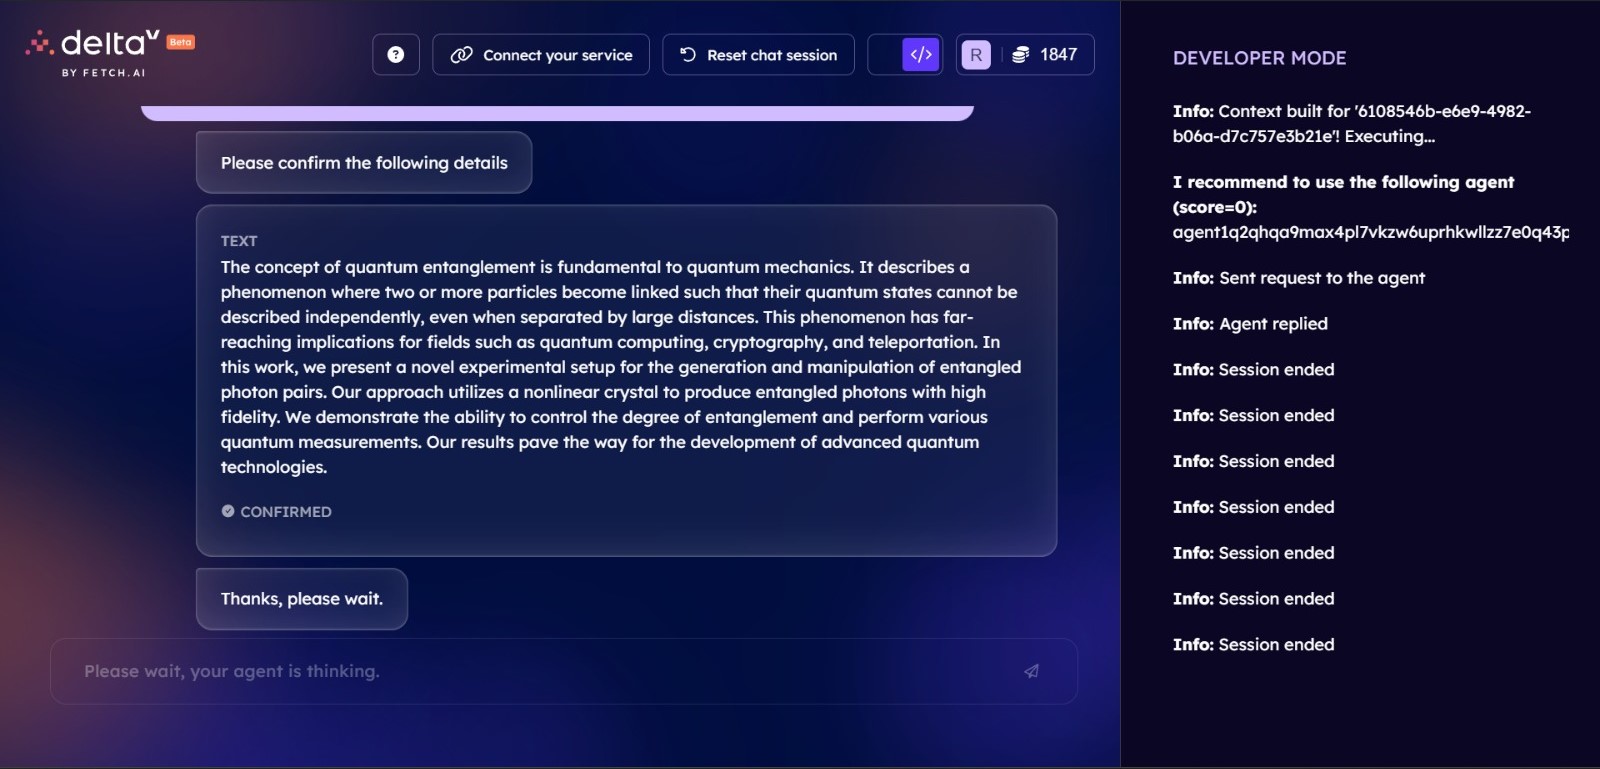 deltaV Beta
BY FETCH.AI
?
Connect your service
Reset chat session
</>
R
1847
Please confirm the following details
TEXT
The concept of quantum entanglement is fundamental to quantum mechanics. It describes a
phenomenon where two or more particles become linked such that their quantum states cannot be
described independently, even when separated by large distances. This phenomenon has far-
reaching implications for fields such as quantum computing, cryptography, and teleportation. In
this work, we present a novel experimental setup for the generation and manipulation of entangled
photon pairs. Our approach utilizes a nonlinear crystal to produce entangled photons with high
fidelity. We demonstrate the ability to control the degree of entanglement and perform various
quantum measurements. Our results pave the way for the development of advanced quantum
technologies.
CONFIRMED
Thanks, please wait.
Please wait, your agent is thinking.
DEVELOPER MODE
Info: Context built for '6108546b-e6e9-4982-
b06a-d7c757e3b21e'! Executing...
I recommend to use the following agent
(score=0):
agent1q2qhqa9max4pl7vkzw6uprhkwllzz7e0q43p
Info: Sent request to the agent
Info: Agent replied
Info: Session ended
Info: Session ended
Info: Session ended
Info: Session ended
Info: Session ended
Info: Session ended
Info: Session ended